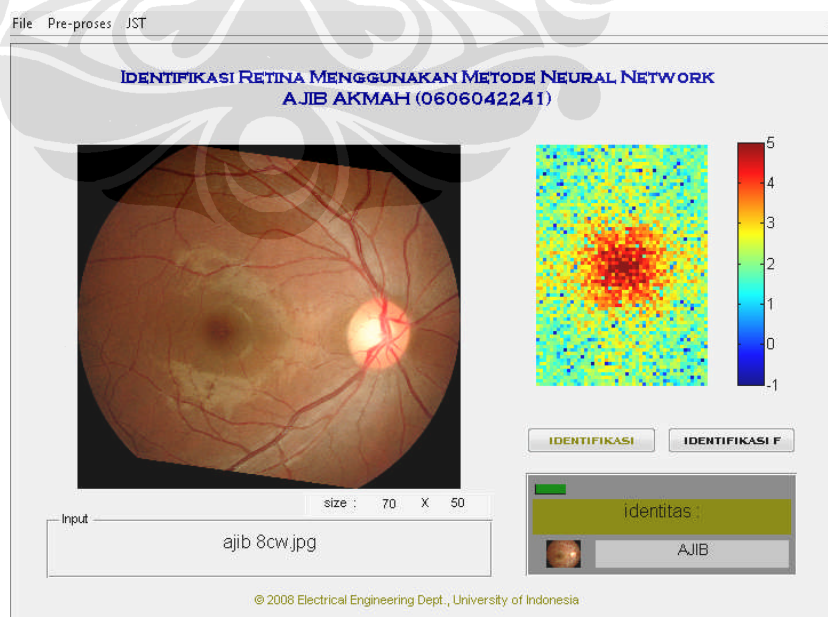 File Pre-proses JST
IDENTIFIKASI RETINA MENGGUNAKAN METODE NEURAL NETWORK
AJIB AKMAH (0606042241)
5
4
3
2
1
0
-1
IDENTIFIKASI IDENTIFIKASI F
size : 70 X 50
identitas :
Input
ajib 8cw.jpg
AJIB
© 2008 Electrical Engineering Dept., University of Indonesia